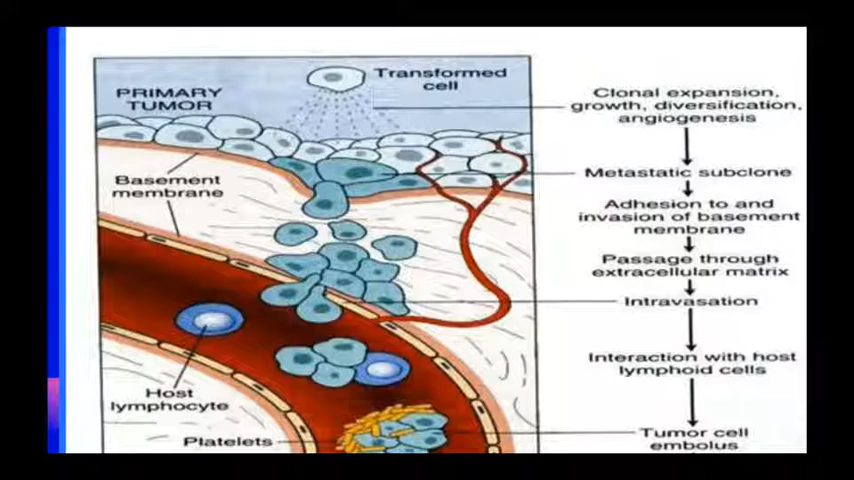 PRIMARY
TUMOR
Transformed
cell
Basement
membrane
Host
lymphocyte
Platelets
Clonal expansion,
growth, diversification,
angiogenesis
Metastatic subclone
Adhesion to and
invasion of basement
membrane
Passage through
extracellular matrix
Intravasation
Interaction with host
lymphoid cells
Tumor cell
embolus